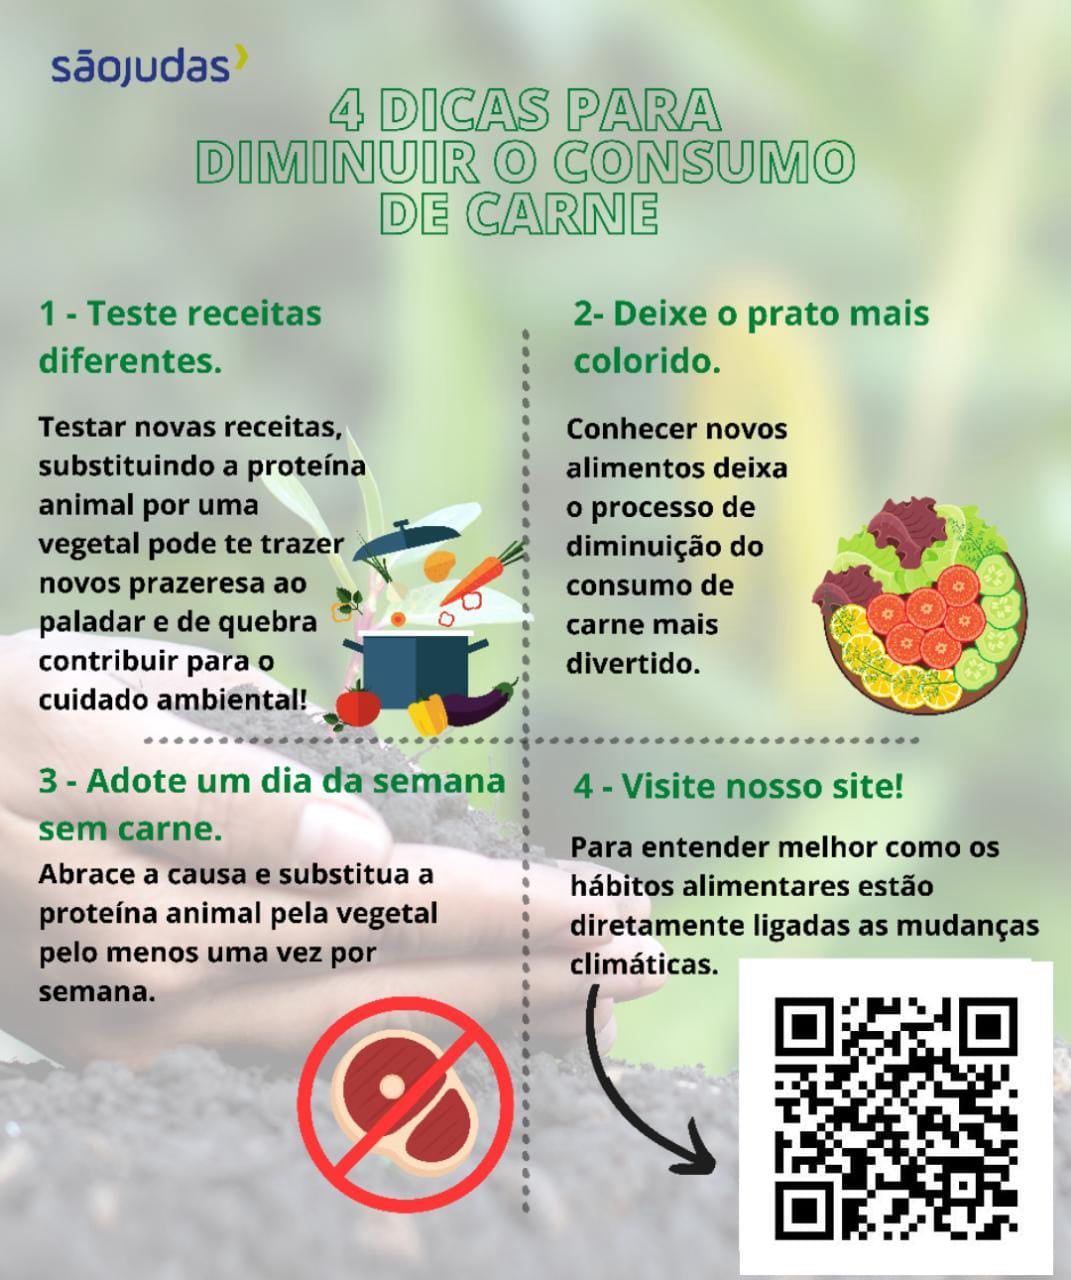 sãojudas
4 DICAS PARA
DIMINUIR O CONSUMO
DE CARNE
1 - Teste receitas
diferentes.
Testar novas receitas,
substituindo a proteína
animal por uma
vegetal pode te trazer
novos prazeresa ao
paladar e de quebra
contribuir para o
cuidado ambiental!
2- Deixe o prato mais
colorido.
Conhecer novos
alimentos deixa
o processo de
diminuição do
consumo de
carne mais
divertido.
3 - Adote um dia da semana
sem carne.
Abrace a causa e substitua a
proteína animal pela vegetal
pelo menos uma vez por
semana.
4 - Visite nosso site!
Para entender melhor como os
hábitos alimentares estão
diretamente ligadas as mudanças
climáticas.